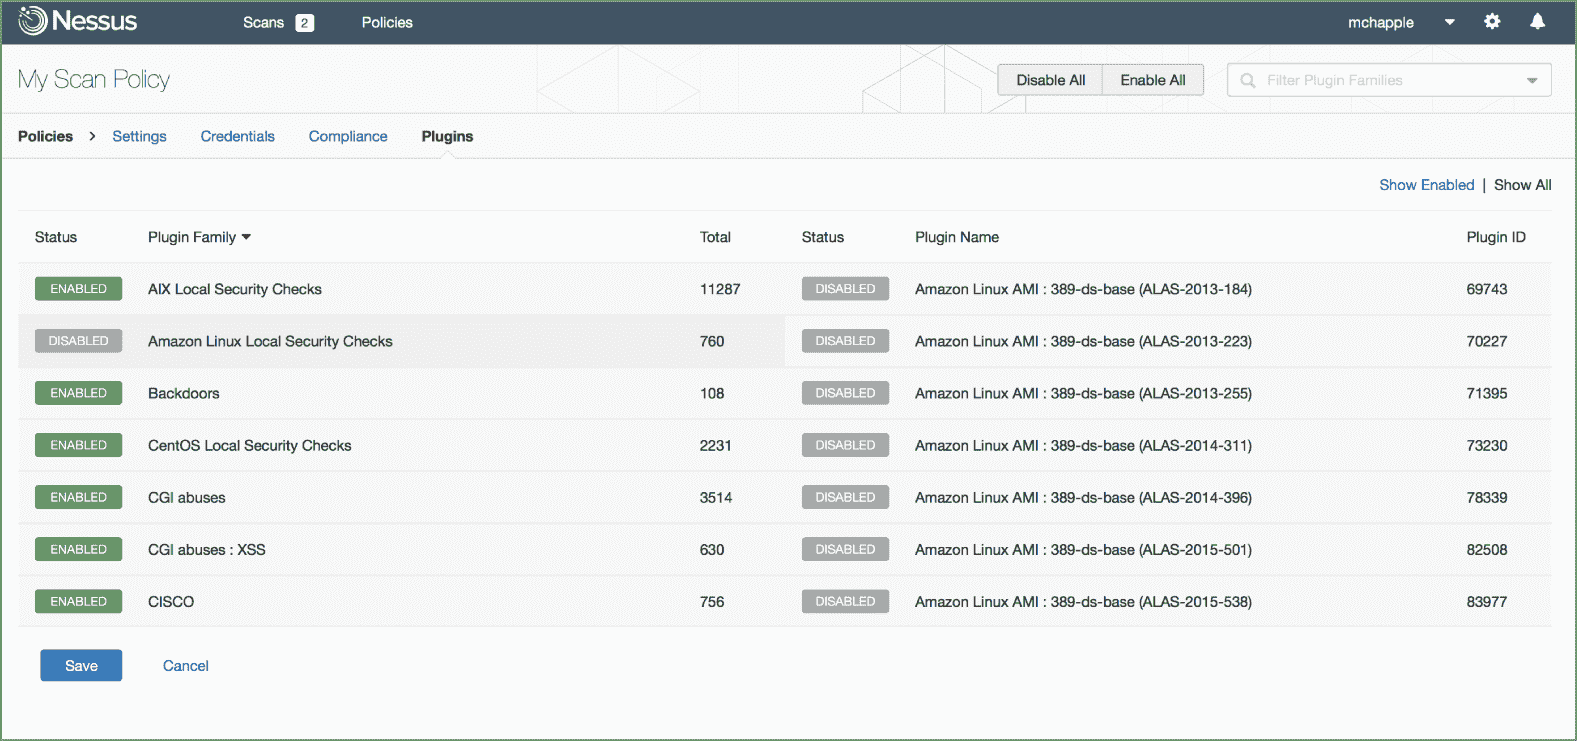 Nessus Scans 2 Policies mchapple
My Scan Policy Disable All Enable All Filter Plugin Families
Policies > Settings Credentials Compliance Plugins
Show Enabled | Show All
Status Plugin Family Total Status Plugin Name Plugin ID
ENABLED AIX Local Security Checks 11287 DISABLED Amazon Linux AMI : 389-ds-base (ALAS-2013-184) 69743
DISABLED Amazon Linux Local Security Checks 760 DISABLED Amazon Linux AMI : 389-ds-base (ALAS-2013-223) 70227
ENABLED Backdoors 108 DISABLED Amazon Linux AMI : 389-ds-base (ALAS-2013-255) 71395
ENABLED CentOS Local Security Checks 2231 DISABLED Amazon Linux AMI : 389-ds-base (ALAS-2014-311) 73230
ENABLED CGI abuses 3514 DISABLED Amazon Linux AMI : 389-ds-base (ALAS-2014-396) 78339
ENABLED CGI abuses : XSS 630 DISABLED Amazon Linux AMI : 389-ds-base (ALAS-2015-501) 82508
ENABLED CISCO 756 DISABLED Amazon Linux AMI : 389-ds-base (ALAS-2015-538) 83977
Save Cancel